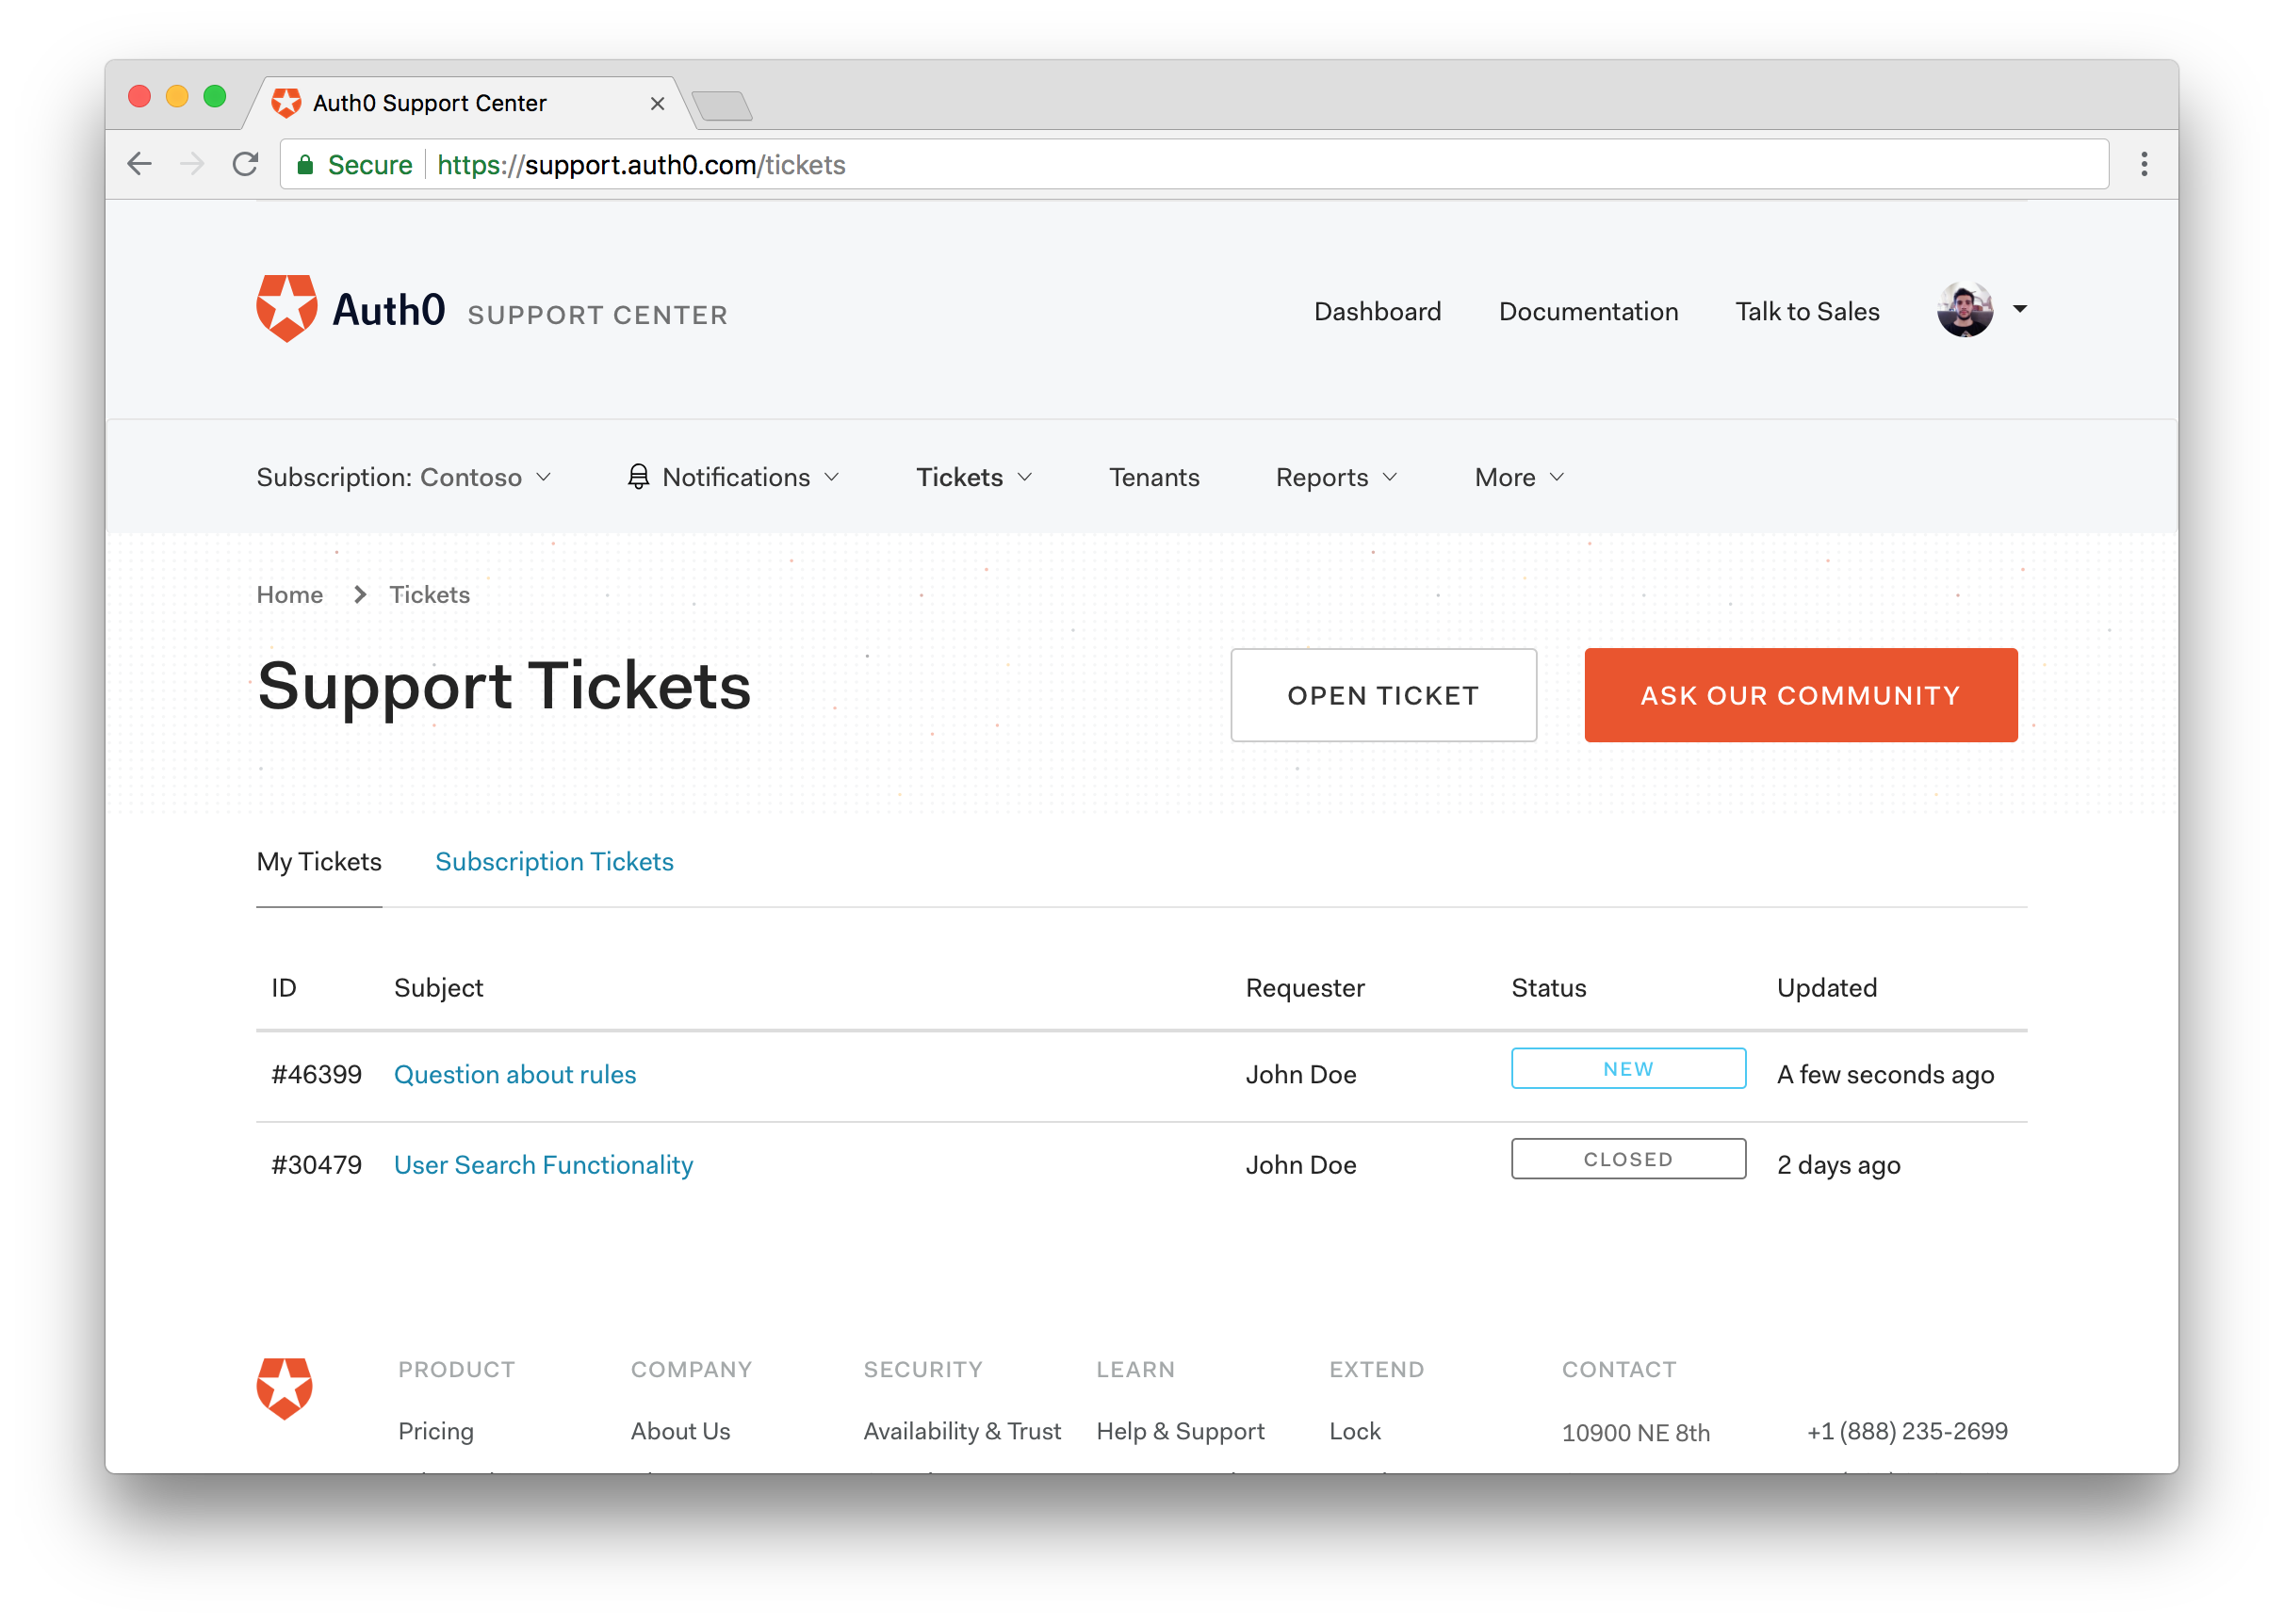 Auth0 Support Center
Secure https://support.auth0.com/tickets
Auth0 SUPPORT CENTER Dashboard Documentation Talk to Sales
Subscription: Contoso Notifications Tickets Tenants Reports More
Home Tickets
Support Tickets OPEN TICKET ASK OUR COMMUNITY
My Tickets Subscription Tickets
ID Subject Requester Status Updated
#46399 Question about rules John Doe NEW A few seconds ago
#30479 User Search Functionality John Doe CLOSED 2 days ago
PRODUCT COMPANY SECURITY LEARN EXTEND CONTACT
Pricing About Us Availability & Trust Help & Support Lock 10900 NE 8th +1 (888) 235-2699